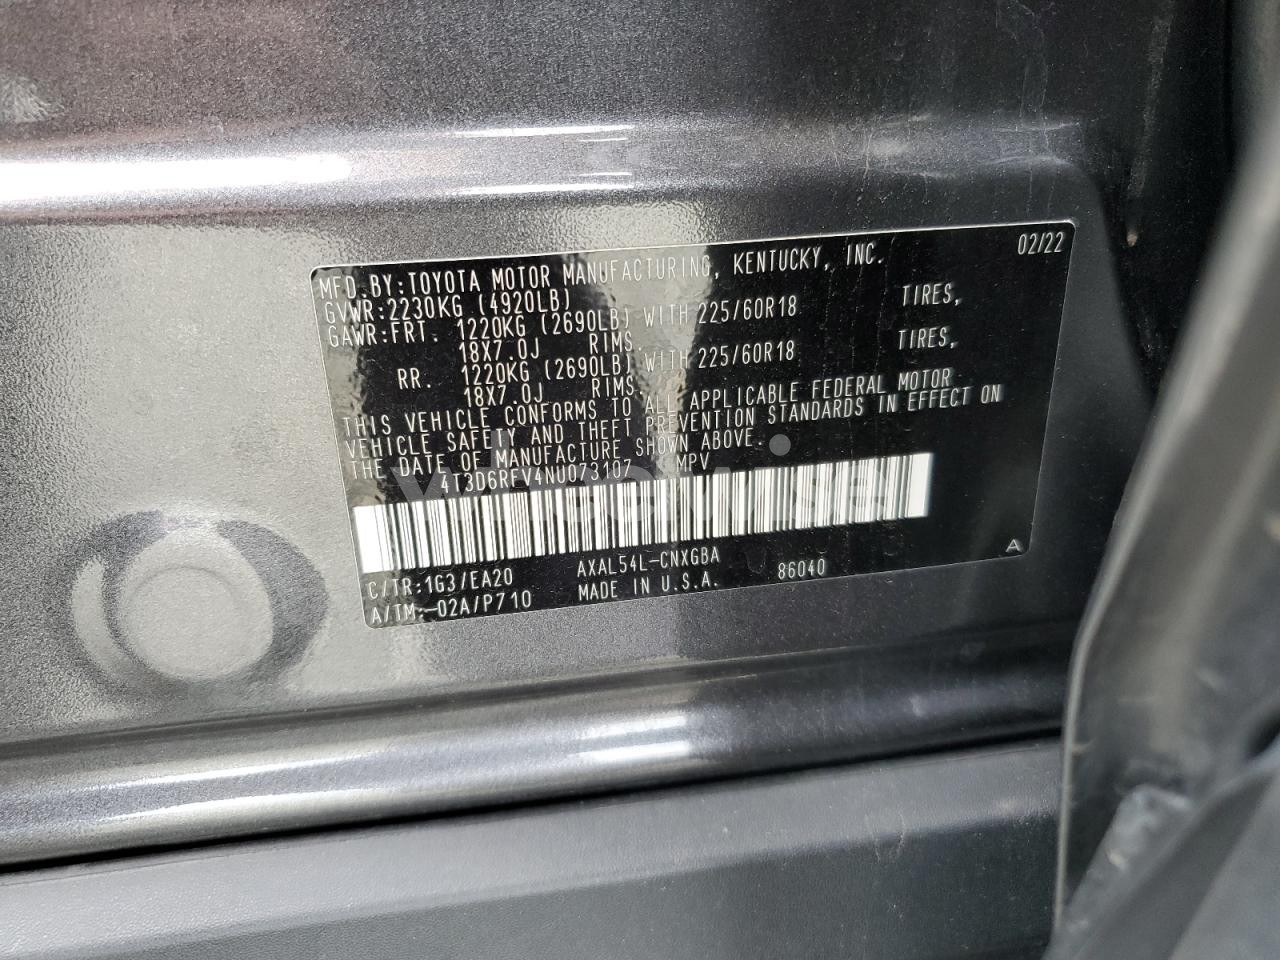 MFD.BY:TOYOTA MOTOR MANUFACTURING, KENTUCKY, INC. 02/22
GVWR:2230KG (4920LB)
GAWR:FRT. 1220KG (2690LB) WITH 225/60R18 TIRES,
18X7.0J RIMS.
RR. 1220KG (2690LB) WITH 225/60R18 TIRES,
18X7.0J RIMS.
THIS VEHICLE CONFORMS TO ALL APPLICABLE FEDERAL MOTOR
VEHICLE SAFETY AND THEFT PREVENTION STANDARDS IN EFFECT ON
THE DATE OF MANUFACTURE SHOWN ABOVE.
4T3D6RFV4NU073107 MPV
Wheelwise
C/TR:1G3/EA20 AXAL54L-CNXGBA 86040 A
A/TM:-02A/P710 MADE IN U.S.A.